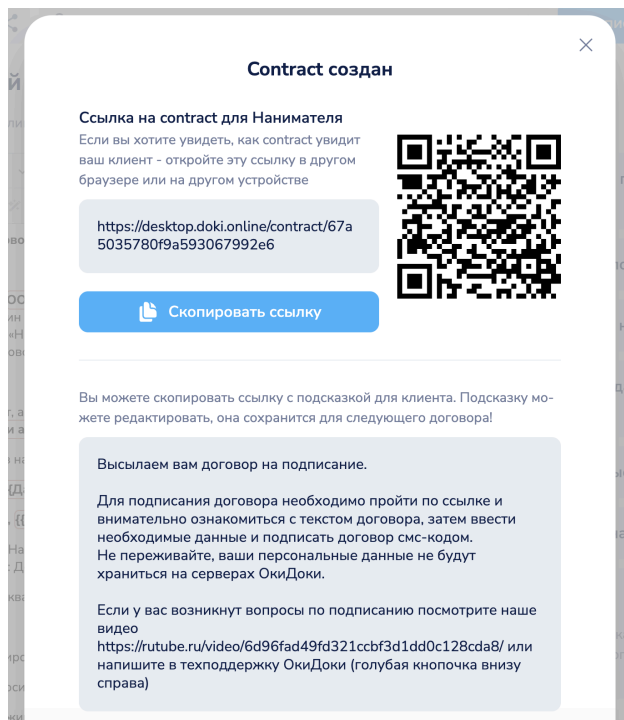 Contract создан
Ссылка на contract для Нанимателя
Если вы хотите увидеть, как contract увидит
ваш клиент - откройте эту ссылку в другом
браузере или на другом устройстве
https://desktop.doki.online/contract/67a
5035780f9a593067992e6
Скопировать ссылку
Вы можете скопировать ссылку с подсказкой для клиента. Подсказку мо-
жете редактировать, она сохранится для следующего договора!
Высылаем вам договор на подписание.
Для подписания договора необходимо пройти по ссылке и
внимательно ознакомиться с текстом договора, затем ввести
необходимые данные и подписать договор смс-кодом.
Не переживайте, ваши персональные данные не будут
храниться на серверах ОкиДоки.
Если у вас возникнут вопросы по подписанию посмотрите наше
видео
https://rutube.ru/video/6d96fad49fd321ccbf3d1dd0c128cda8/ или
напишите в техподдержку ОкиДоки (голубая кнопочка внизу
справа)